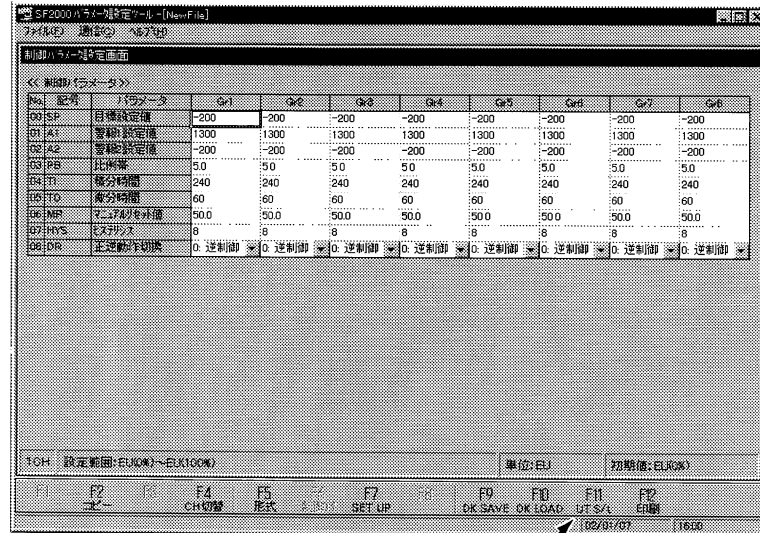 SF2000 パラメータ設定ツール - [NewFile]
ファイル(F) 通信(C) ヘルプ(H)
制御パラメータ設定画面
<< 制御パラメータ >>
No. 記号 パラメータ Gr1 Gr2 Gr3 Gr4 Gr5 Gr6 Gr7 Gr8
00 SP 目標設定値 -200 -200 -200 -200 -200 -200 -200 -200
01 A1 警報1設定値 1300 1300 1300 1300 1300 1300 1300 1300
02 A2 警報2設定値 -200 -200 -200 -200 -200 -200 -200 -200
03 PB 比例帯 5.0 5.0 5.0 5.0 5.0 5.0 5.0 5.0
04 TI 積分時間 240 240 240 240 240 240 240 240
05 TD 微分時間 60 60 60 60 60 60 60 60
06 MR マニュアルリセット値 50.0 50.0 50.0 50.0 50.0 50.0 50.0 50.0
07 HYS ヒステリシス 8 8 8 8 8 8 8 8
08 DR 正逆動作切換 0: 逆制御 0: 逆制御 0: 逆制御 0: 逆制御 0: 逆制御 0: 逆制御 0: 逆制御 0: 逆制御
1CH 設定範囲:EU(0%)~EU(100%) 単位:EU 初期値:EU(0%)
F1 F2 F3 F4 F5 F7 F8 F9 F10 F11 F12
コピー CH切替 形式 SET UP DK SAVE DK LOAD UT S/L 印刷
02/01/07 16:00